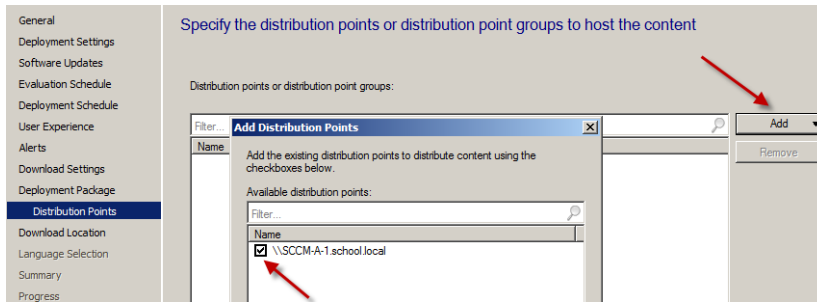 General
Deployment Settings
Software Updates
Evaluation Schedule
Deployment Schedule
User Experience
Alerts
Download Settings
Deployment Package
Distribution Points
Download Location
Language Selection
Summary
Progress
Specify the distribution points or distribution point groups to host the content
Distribution points or distribution point groups:
Filter...
Name
Add
Remove
Add Distribution Points
Add the existing distribution points to distribute content using the
checkboxes below.
Available distribution points:
Filter...
Name
\\SCCM-A-1.school.local